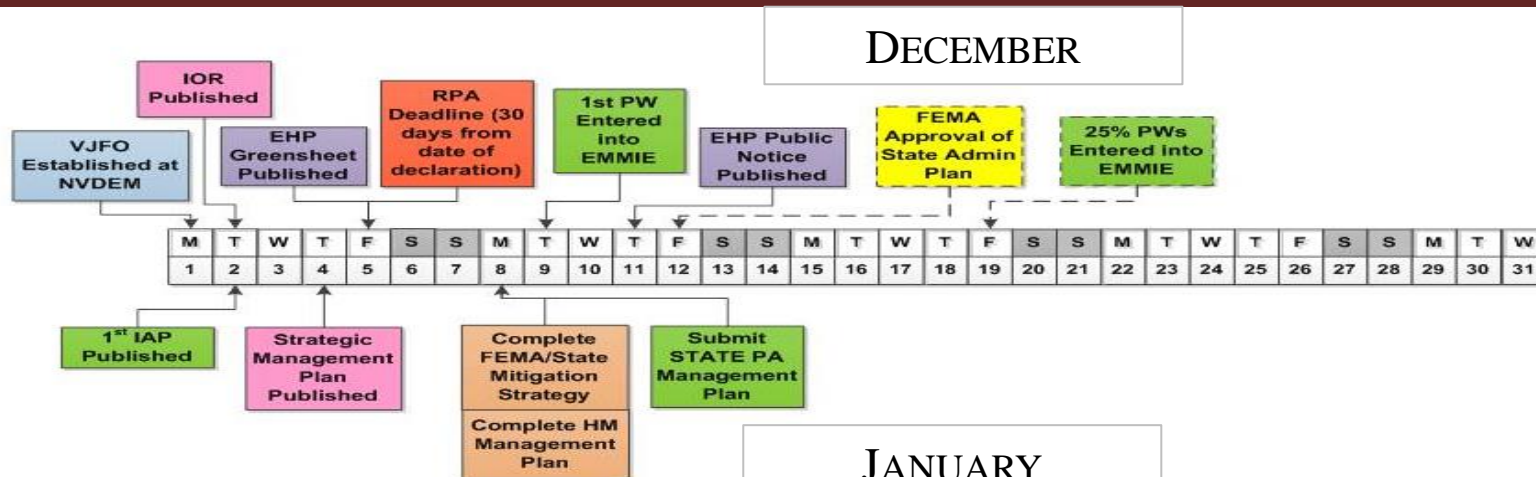 DECEMBER
IOR
Published
VJFO
Established at
NVDEM
EHP
Greensheet
Published
RPA
Deadline (30
days from
date of
declaration)
1st PW
Entered
into
EMMIE
EHP Public
Notice
Published
FEMA
Approval of
State Admin
Plan
25% PWs
Entered into
EMMIE
M T W T F S S M T W T F S S M T W T F S S M T W T F S S M T W
1 2 3 4 5 6 7 8 9 10 11 12 13 14 15 16 17 18 19 20 21 22 23 24 25 26 27 28 29 30 31
1st IAP
Published
Strategic
Management
Plan
Published
Complete
FEMA/State
Mitigation
Strategy
Complete HM
Management
Plan
Submit
STATE PA
Management
Plan
JANUARY